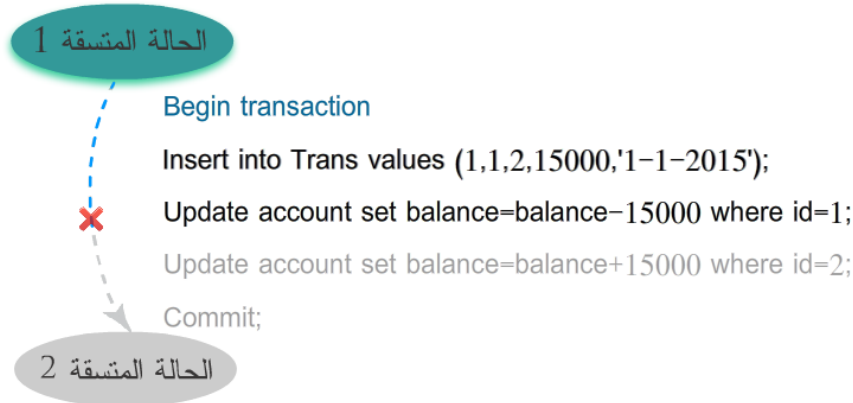 الحالة المتسقة 1
Begin transaction
Insert into Trans values (1,1,2,15000,'1-1-2015');
Update account set balance=balance-15000 where id=1;
Update account set balance=balance+15000 where id=2;
Commit;
الحالة المتسقة 2